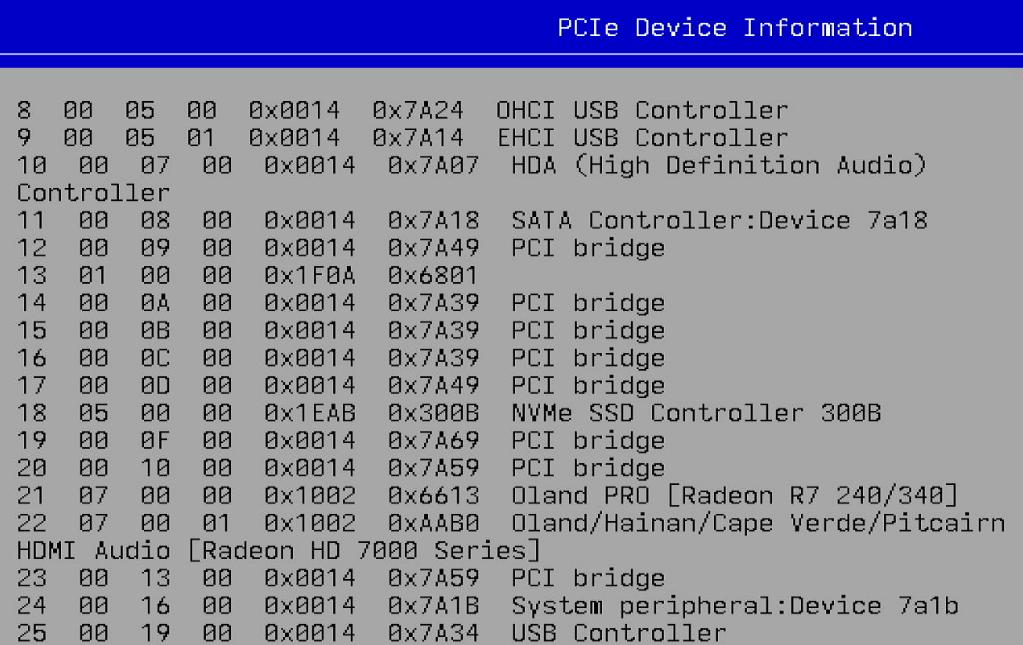 PCIe Device Information
8 00 05 00 0x0014 0x7A24 OHCI USB Controller
9 00 05 01 0x0014 0x7A14 EHCI USB Controller
10 00 07 00 0x0014 0x7A07 HDA (High Definition Audio)
Controller
11 00 08 00 0x0014 0x7A18 SATA Controller:Device 7a18
12 00 09 00 0x0014 0x7A49 PCI bridge
13 01 00 00 0x1F0A 0x6801
14 00 0A 00 0x0014 0x7A39 PCI bridge
15 00 0B 00 0x0014 0x7A39 PCI bridge
16 00 0C 00 0x0014 0x7A39 PCI bridge
17 00 0D 00 0x0014 0x7A49 PCI bridge
18 05 00 00 0x1EAB 0x300B NVMe SSD Controller 300B
19 00 0F 00 0x0014 0x7A69 PCI bridge
20 00 10 00 0x0014 0x7A59 PCI bridge
21 07 00 00 0x1002 0x6613 Oland PRO [Radeon R7 240/340]
22 07 00 01 0x1002 0xAAB0 Oland/Hainan/Cape Verde/Pitcairn
HDMI Audio [Radeon HD 7000 Series]
23 00 13 00 0x0014 0x7A59 PCI bridge
24 00 16 00 0x0014 0x7A1B System peripheral:Device 7a1b
25 00 19 00 0x0014 0x7A34 USB Controller